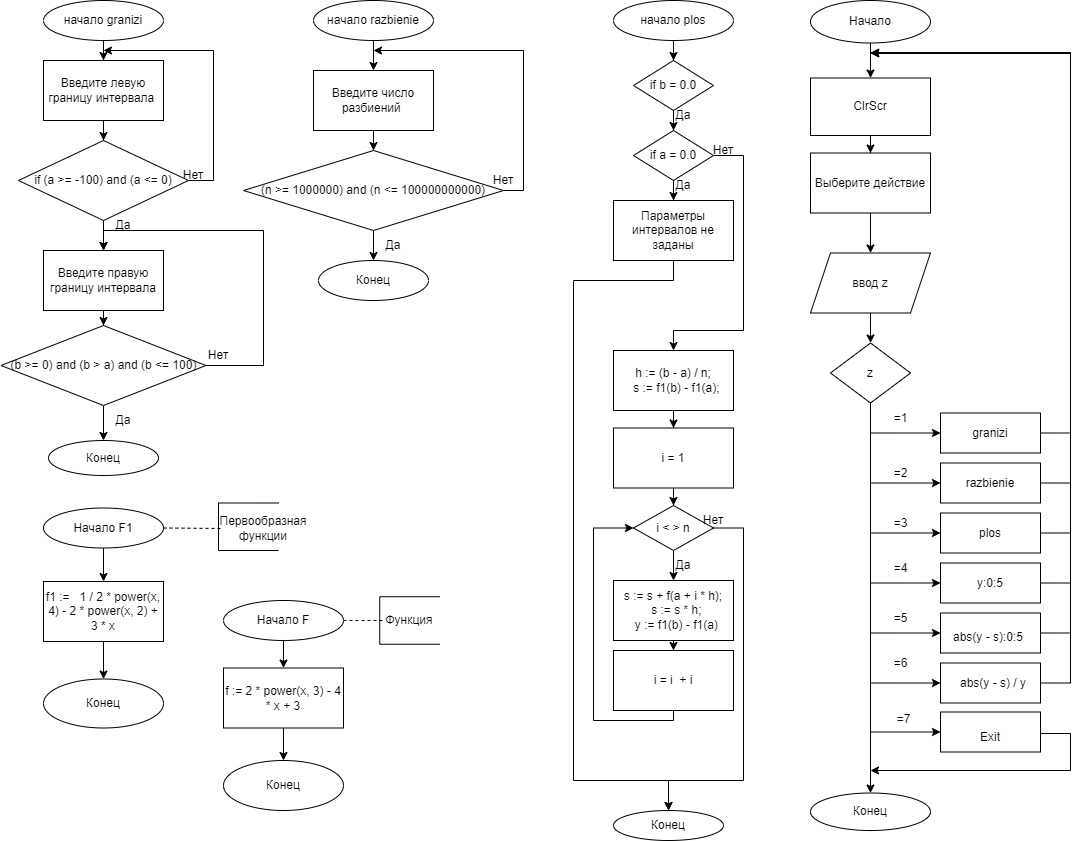 начало granizi
Введите левую
границу интервала
if (a >= -100) and (a <= 0)
Нет
Да
Введите правую
границу интервала
(b >= 0) and (b > a) and (b <= 100)
Нет
Да
Конец
начало razbienie
Введите число
разбиений
(n >= 1000000) and (n <= 100000000000)
Нет
Да
Конец
Начало F1
Первообразная
функции
f1 := 1 / 2 * power(x,
4) - 2 * power(x, 2) +
3 * x
Конец
Начало F
Функция
f := 2 * power(x, 3) - 4
* x + 3
Конец
начало plos
if b = 0.0
Да
if a = 0.0
Нет
Да
Параметры
интервалов не
заданы
h := (b - a) / n;
s := f1(b) - f1(a);
i = 1
i < > n
Нет
Да
s := s + f(a + i * h);
s := s * h;
y := f1(b) - f1(a)
i = i + i
Конец
Начало
ClrScr
Выберите действие
ввод z
z
=1
granizi
=2
razbienie
=3
plos
=4
y:0:5
=5
abs(y - s):0:5
=6
abs(y - s) / y
=7
Exit
Конец